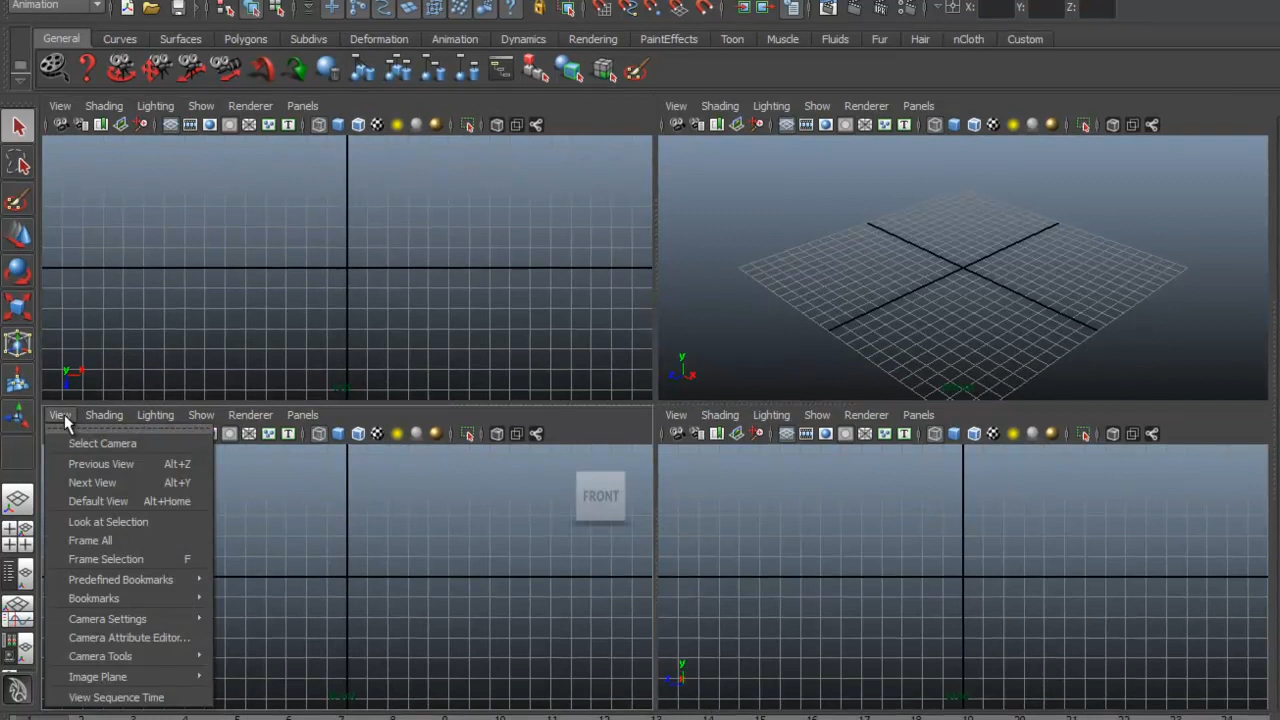 Animation X: Y: Z:
General Curves Surfaces Polygons Subdivs Deformation Animation Dynamics Rendering PaintEffects Toon Muscle Fluids Fur Hair nCloth Custom
View Shading Lighting Show Renderer Panels
View Shading Lighting Show Renderer Panels
y
y
x
View Shading Lighting Show Renderer Panels
View Shading Lighting Show Renderer Panels
Select Camera
Previous View Alt+Z
Next View Alt+Y
Default View Alt+Home
Look at Selection
Frame All
Frame Selection F
Predefined Bookmarks
Bookmarks
Camera Settings
Camera Attribute Editor...
Camera Tools
Image Plane
View Sequence Time
FRONT
y